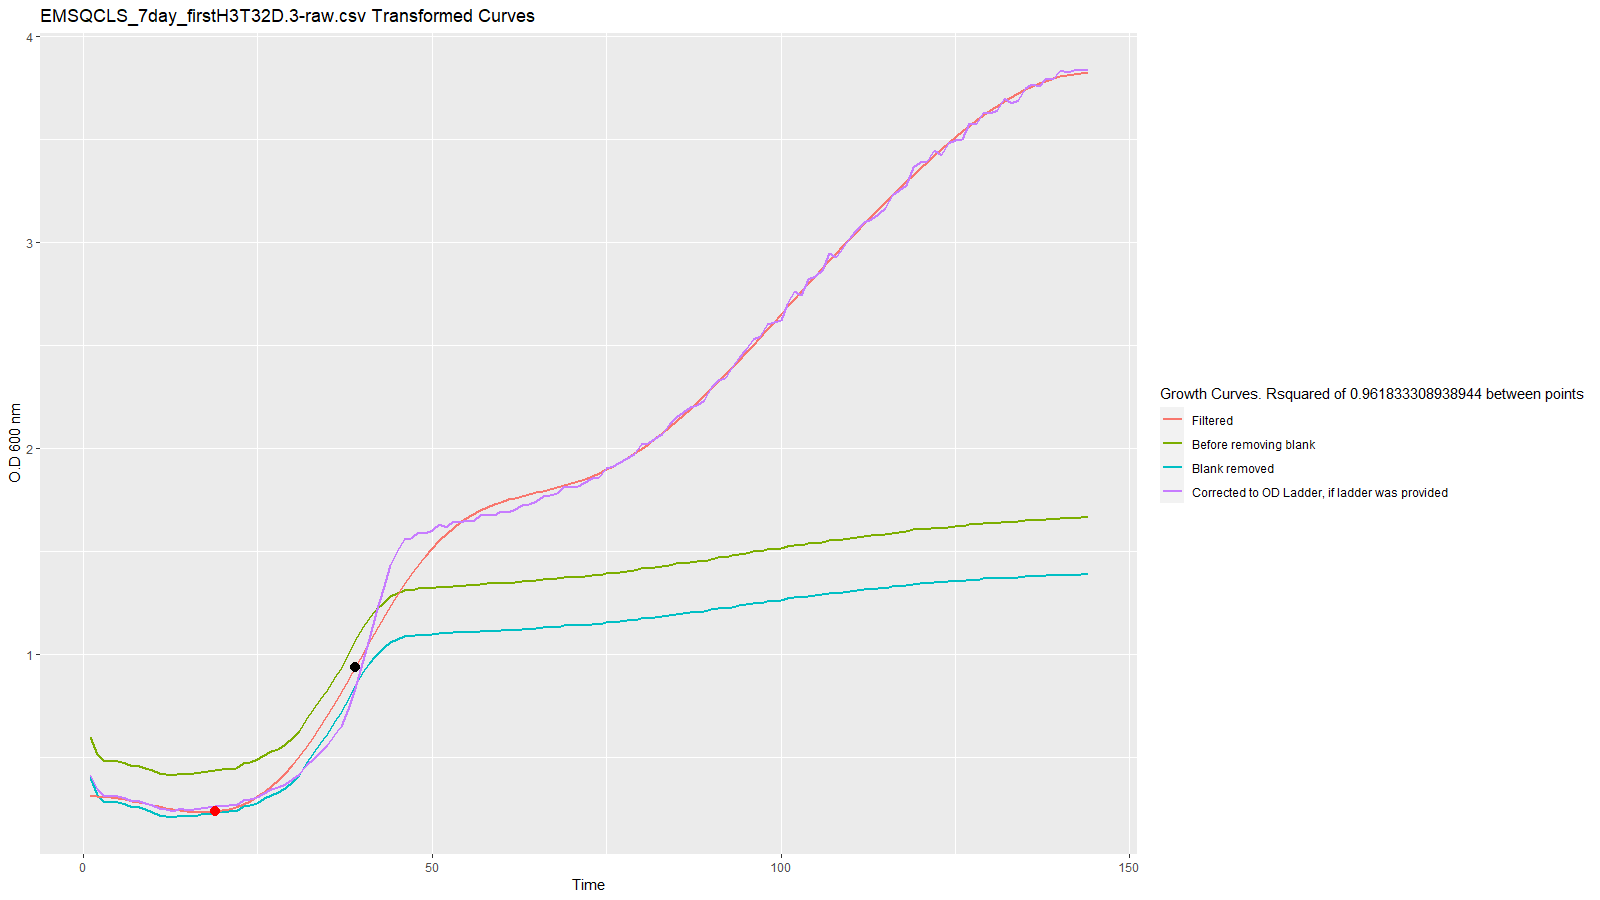 EMSQCLS_7day_firstH3T32D.3-raw.csv Transformed Curves
4
3
2
1
O.D 600 nm
0
50
100
150
Time
Growth Curves. Rsquared of 0.961833308938944 between points
Filtered
Before removing blank
Blank removed
Corrected to OD Ladder, if ladder was provided